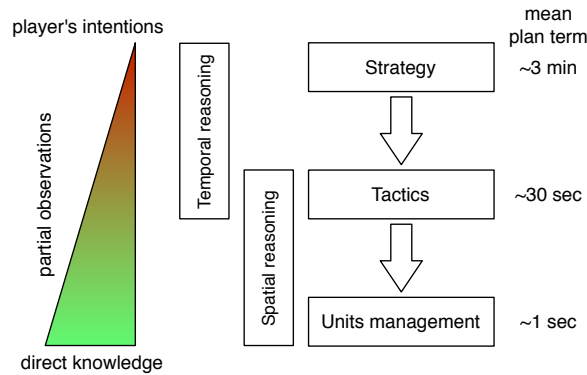 player's intentions
partial observations
direct knowledge
Temporal reasoning
Spatial reasoning
mean
plan term
Strategy
~3 min
Tactics
~30 sec
Units management
~1 sec